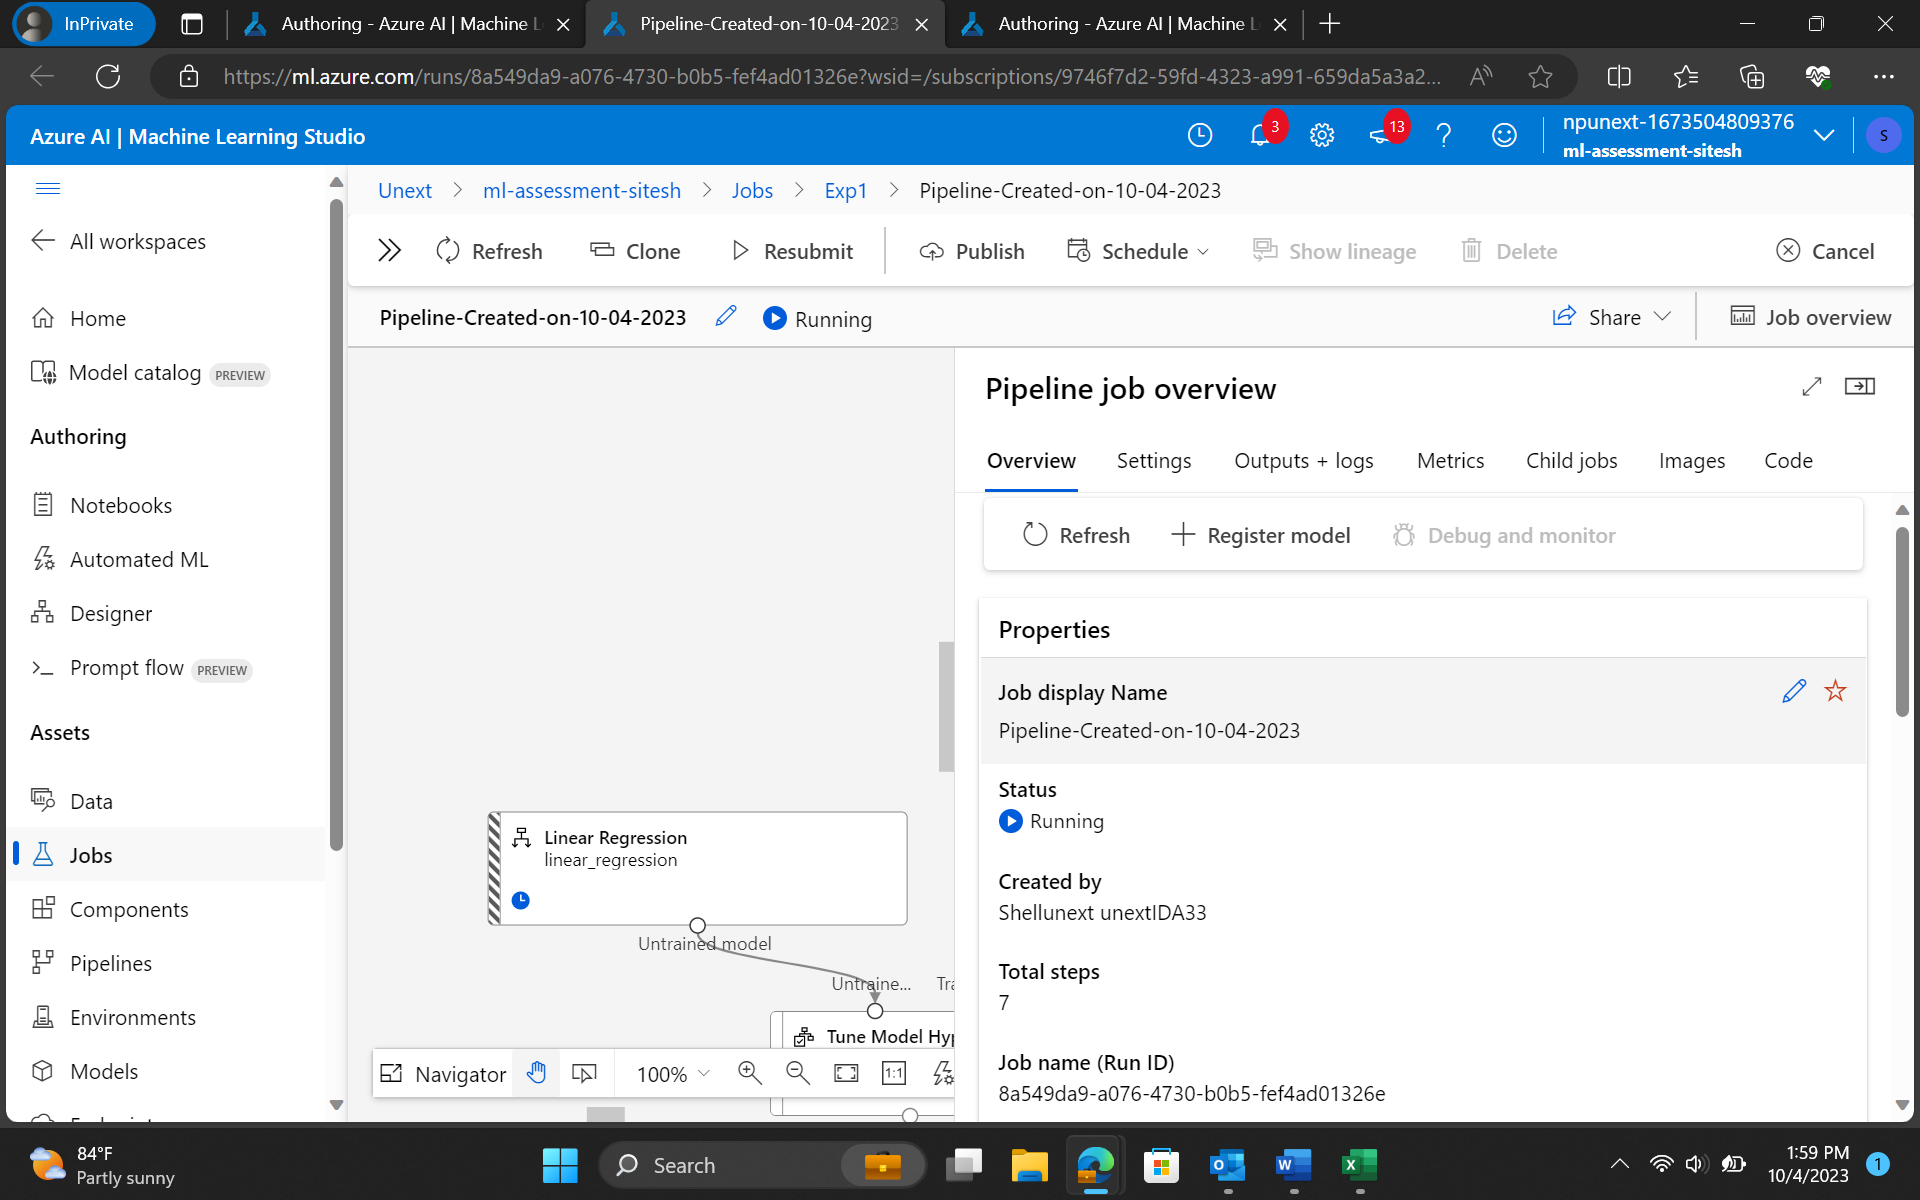 InPrivate
Authoring - Azure AI | Machine L
Pipeline-Created-on-10-04-2023
Authoring - Azure AI | Machine L
https://ml.azure.com/runs/8a549da9-a076-4730-b0b5-fef4ad01326e?wsid=/subscriptions/9746f7d2-59fd-4323-a991-659da5a3a2...
Azure AI | Machine Learning Studio
3
13
npunext-1673504809376
ml-assessment-sitesh
S
Unext > ml-assessment-sitesh > Jobs > Exp1 > Pipeline-Created-on-10-04-2023
All workspaces
Home
Model catalog PREVIEW
Authoring
Notebooks
Automated ML
Designer
Prompt flow PREVIEW
Assets
Data
Jobs
Components
Pipelines
Environments
Models
Refresh
Clone
Resubmit
Publish
Schedule
Show lineage
Delete
Cancel
Pipeline-Created-on-10-04-2023
Running
Share
Job overview
Linear Regression
linear_regression
Untrained model
Untraine...
Tra
Tune Model Hyp
Navigator
100%
1:1
Pipeline job overview
Overview
Settings
Outputs + logs
Metrics
Child jobs
Images
Code
Refresh
Register model
Debug and monitor
Properties
Job display Name
Pipeline-Created-on-10-04-2023
Status
Running
Created by
Shellunext unextIDA33
Total steps
7
Job name (Run ID)
8a549da9-a076-4730-b0b5-fef4ad01326e
84°F
Partly sunny
Search
1:59 PM
10/4/2023
1